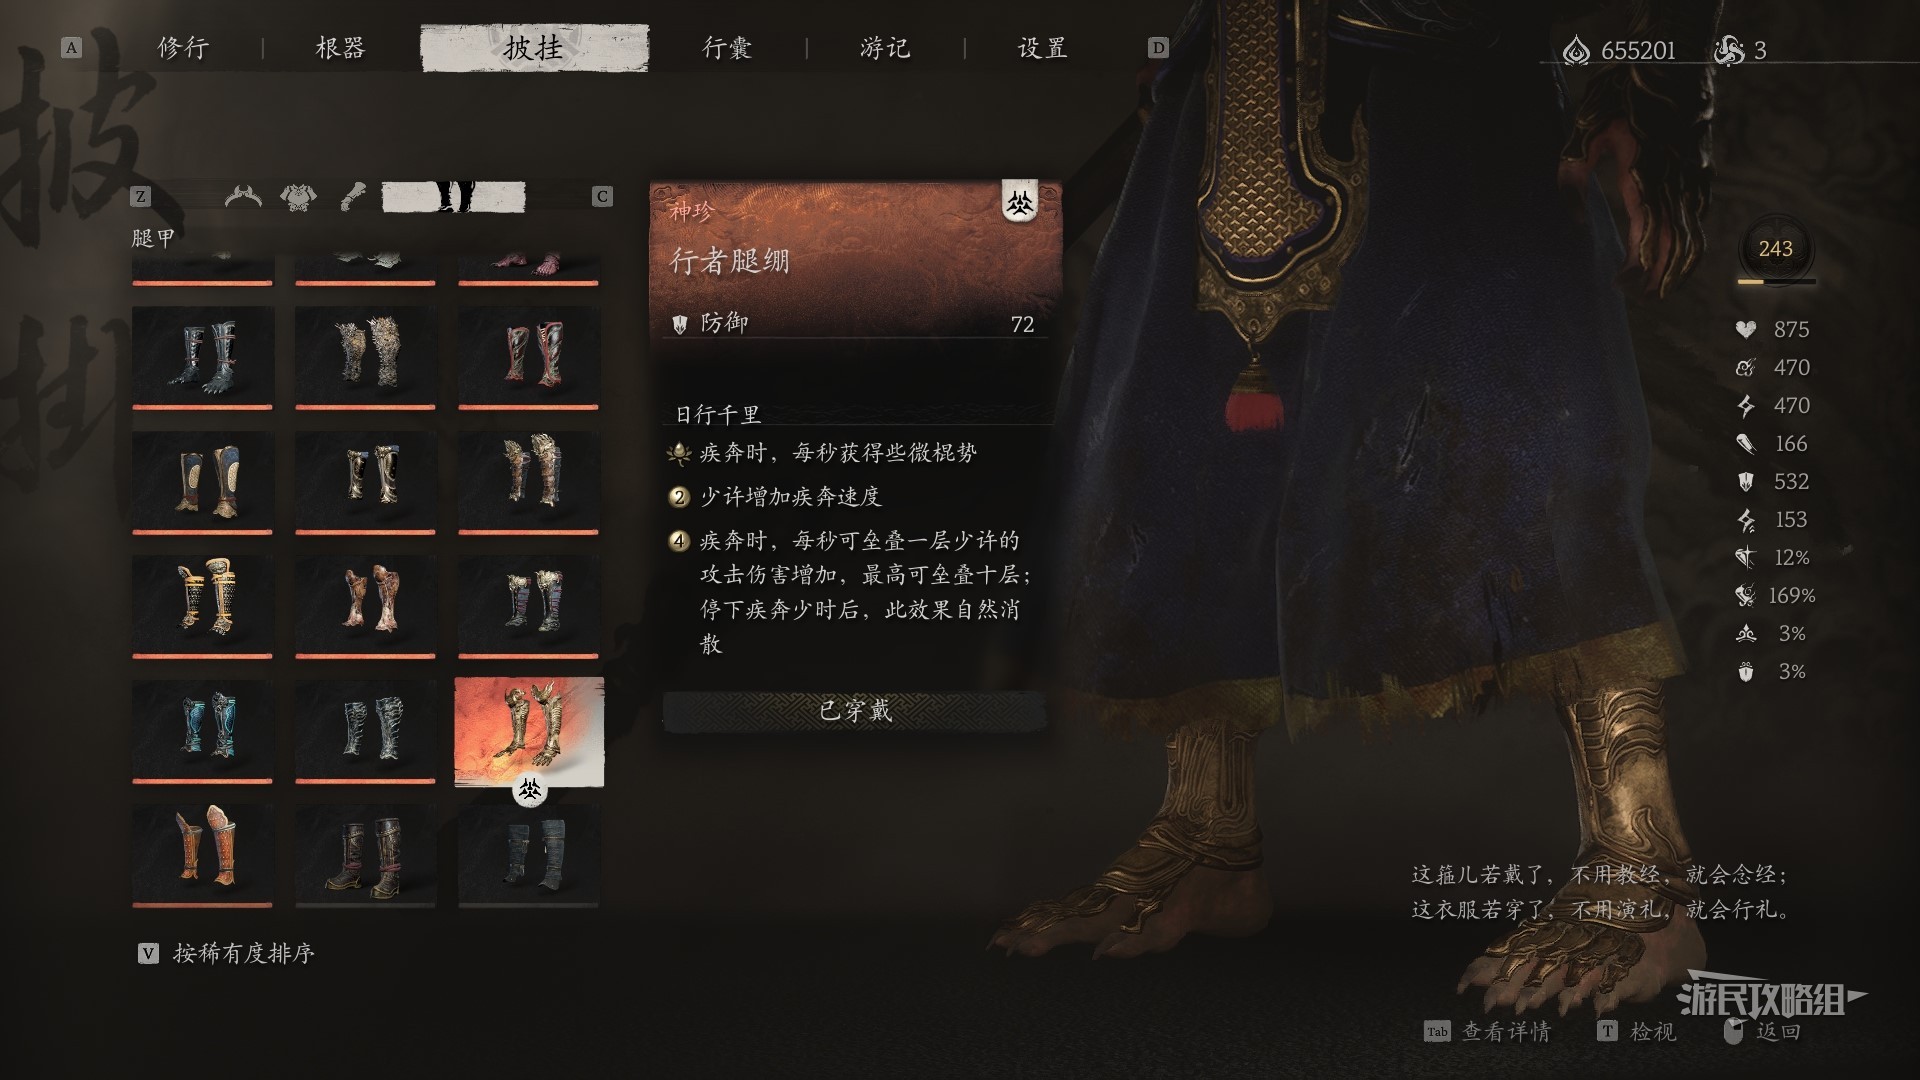 A 修行 根器 披挂 行囊 游记 设置 D 655201 3
披挂
Z C
腿甲
神珍
行者腿绷
防御 72
日行千里
疾奔时，每秒获得些微棍势
2 少许增加疾奔速度
4 疾奔时，每秒可垒叠一层少许的
攻击伤害增加，最高可垒叠十层；
停下疾奔少时后，此效果自然消
散
已穿戴
243
875
470
470
166
532
153
12%
169%
3%
3%
这箍儿若戴了，不用教经，就会念经；
这衣服若穿了，不用演礼，就会行礼。
V 按稀有度排序
游民攻略组
Tab 查看详情 T 检视 返回